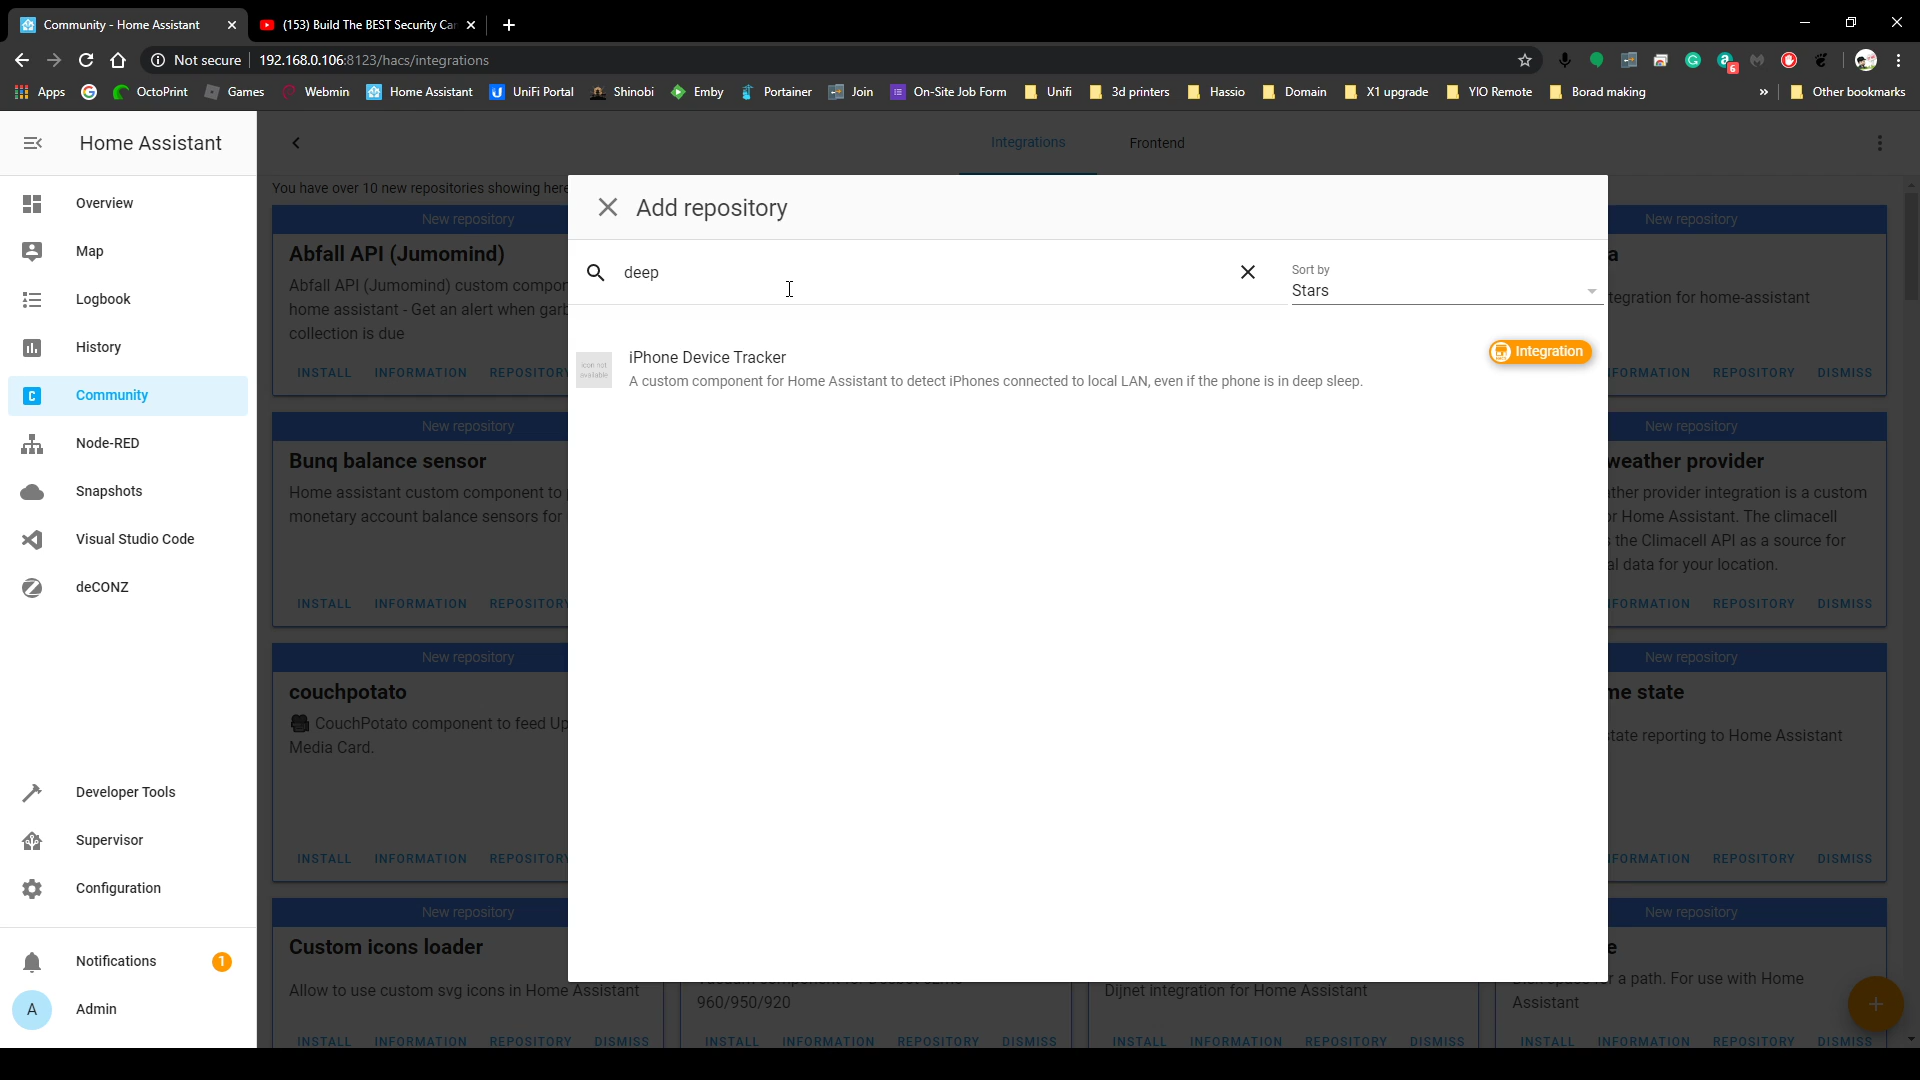 Community - Home Assistant
(153) Build The BEST Security Ca
Not secure
192.168.0.106:8123/hacs/integrations
6
Apps
OctoPrint
Games
Webmin
Home Assistant
UniFi Portal
Shinobi
Emby
Portainer
Join
On-Site Job Form
Unifi
3d printers
Hassio
Domain
X1 upgrade
YIO Remote
Borad making
»
Other bookmarks
Home Assistant
Integrations
Frontend
Overview
Map
Logbook
History
Community
Node-RED
Snapshots
Visual Studio Code
deCONZ
Developer Tools
Supervisor
Configuration
Notifications
1
A
Admin
You have over 10 new repositories showing here
Add repository
deep
Sort by
Stars
iPhone Device Tracker
A custom component for Home Assistant to detect iPhones connected to local LAN, even if the phone is in deep sleep.
Integration
icon not
available
New repository
Abfall API (Jumomind)
Abfall API (Jumomind) custom compor
home assistant - Get an alert when garb
collection is due
INSTALL INFORMATION REPOSITORY
New repository
a
tegration for home-assistant
FORMATION REPOSITORY DISMISS
New repository
Bunq balance sensor
Home assistant custom component to
monetary account balance sensors for
INSTALL INFORMATION REPOSITORY
New repository
weather provider
ther provider integration is a custom
or Home Assistant. The climacell
the Climacell API as a source for
al data for your location.
FORMATION REPOSITORY DISMISS
New repository
couchpotato
CouchPotato component to feed Up
Media Card.
INSTALL INFORMATION REPOSITORY
New repository
me state
state reporting to Home Assistant
FORMATION REPOSITORY DISMISS
New repository
Custom icons loader
Allow to use custom svg icons in Home Assistant
INSTALL INFORMATION REPOSITORY DISMISS
960/950/920
INSTALL INFORMATION REPOSITORY DISMISS
Dijnet integration for Home Assistant
INSTALL INFORMATION REPOSITORY DISMISS
New repository
e
r a path. For use with Home
Assistant
INSTALL INFORMATION REPOSITORY DISMISS